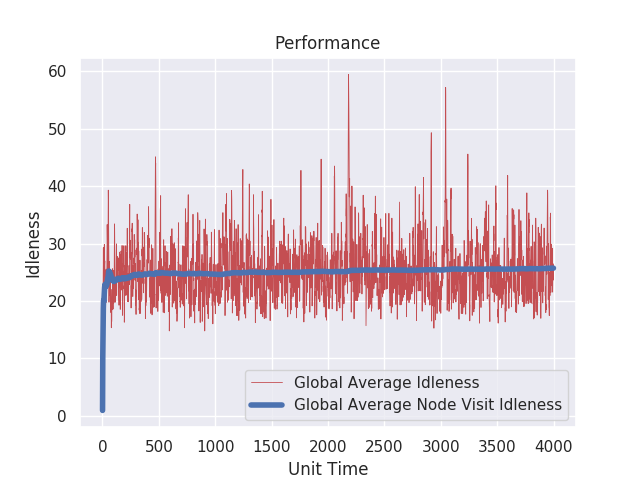 Performance
60
50
40
30
20
10
0
Idleness
Global Average Idleness
Global Average Node Visit Idleness
0 500 1000 1500 2000 2500 3000 3500 4000
Unit Time